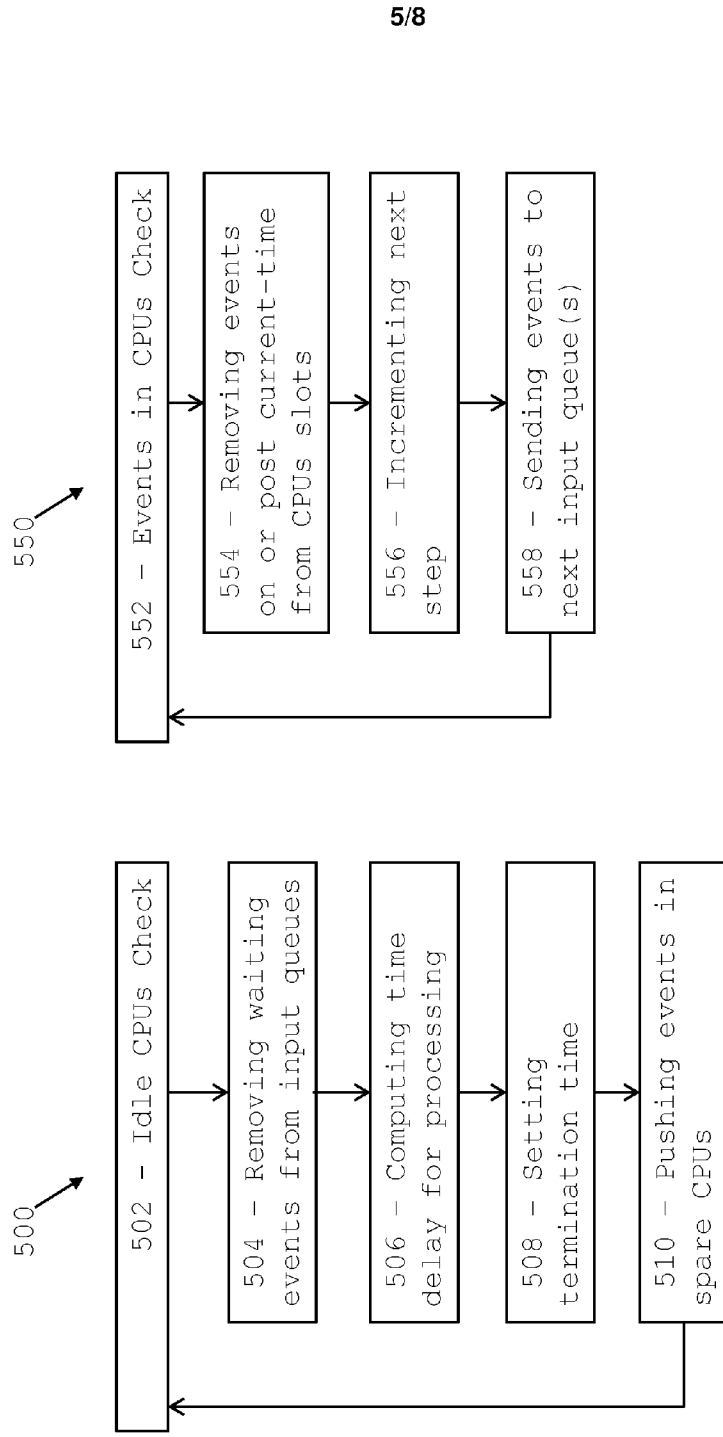 5/8
500
502 - Idle CPUs Check
504 - Removing waiting
events from input queues
506 - Computing time
delay for processing
508 - Setting
termination time
510 - Pushing events in
spare CPUs
550
552 - Events in CPUs Check
554 - Removing events
on or post current-time
from CPUs slots
556 - Incrementing next
step
558 - Sending events to
next input queue(s)